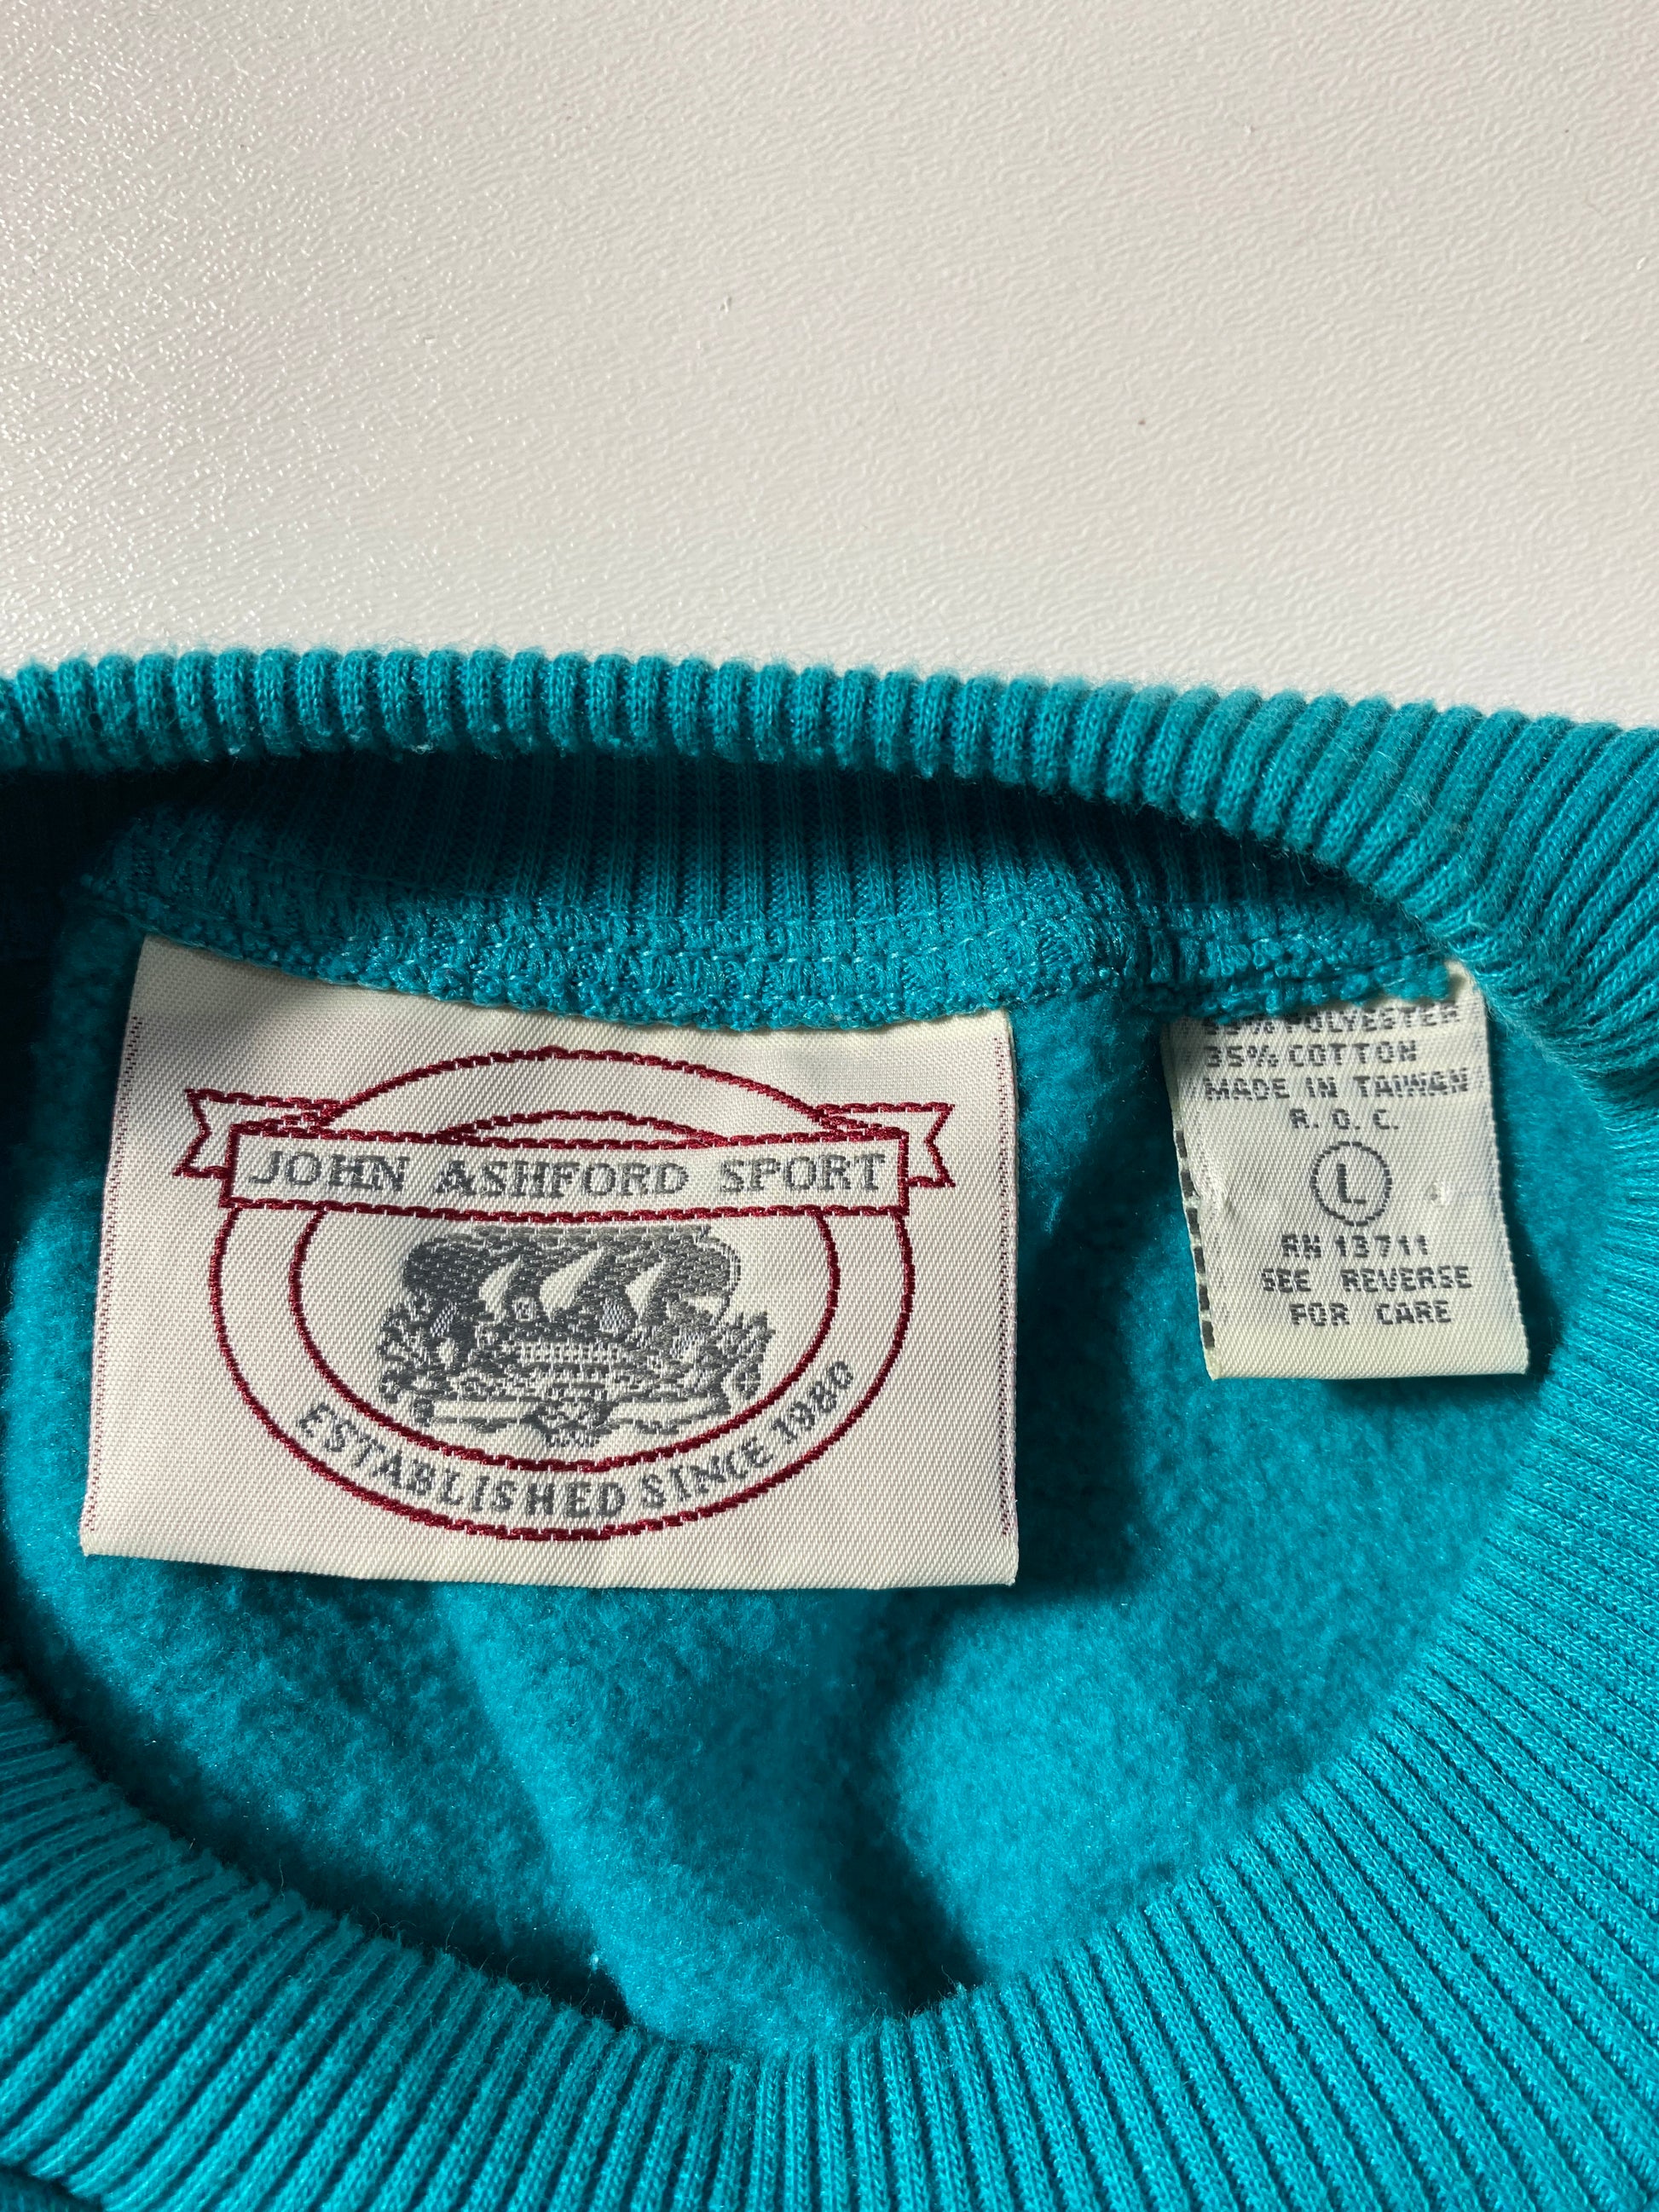 JOHN ASHFORD SPORT
ESTABLISHED SINCE 1980
% POLYESTER
35% COTTON
MADE IN TAIWAN
R. O. C.
L
RN 13711
SEE REVERSE
FOR CARE